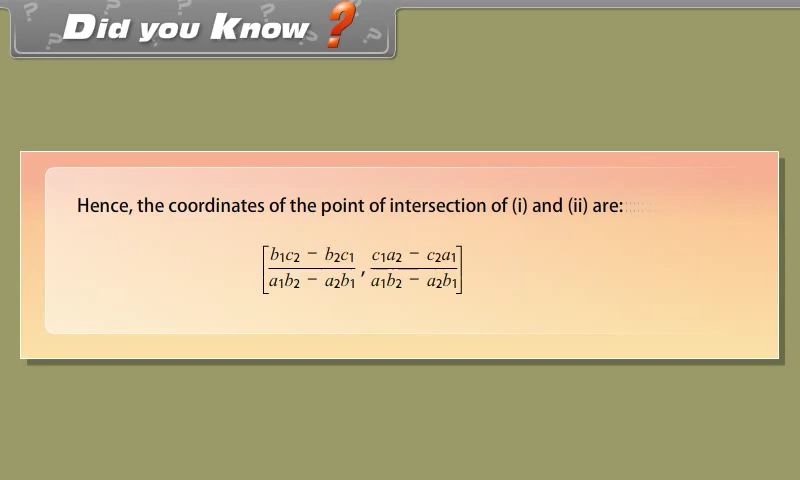 Did you Know ?
Hence, the coordinates of the point of intersection of (i) and (ii) are:
[(b₁c₂ − b₂c₁)/(a₁b₂ − a₂b₁), (c₁a₂ − c₂a₁)/(a₁b₂ − a₂b₁)]